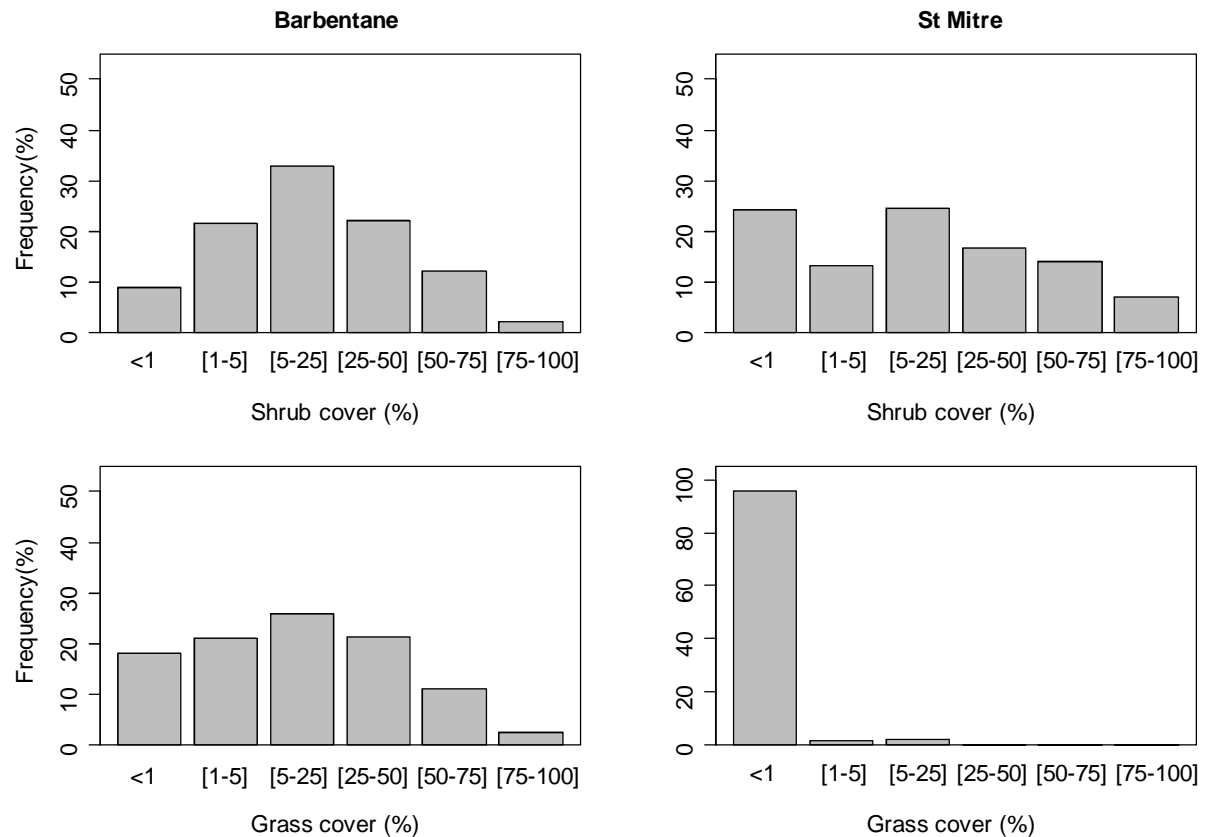 Barbentane
St Mitre
Frequency(%)
50
40
30
20
10
0
<1 [1-5] [5-25] [25-50] [50-75] [75-100]
Shrub cover (%)
50
40
30
20
10
0
<1 [1-5] [5-25] [25-50] [50-75] [75-100]
Shrub cover (%)
Frequency(%)
50
40
30
20
10
0
<1 [1-5] [5-25] [25-50] [50-75] [75-100]
Grass cover (%)
100
80
60
40
20
0
<1 [1-5] [5-25] [25-50] [50-75] [75-100]
Grass cover (%)